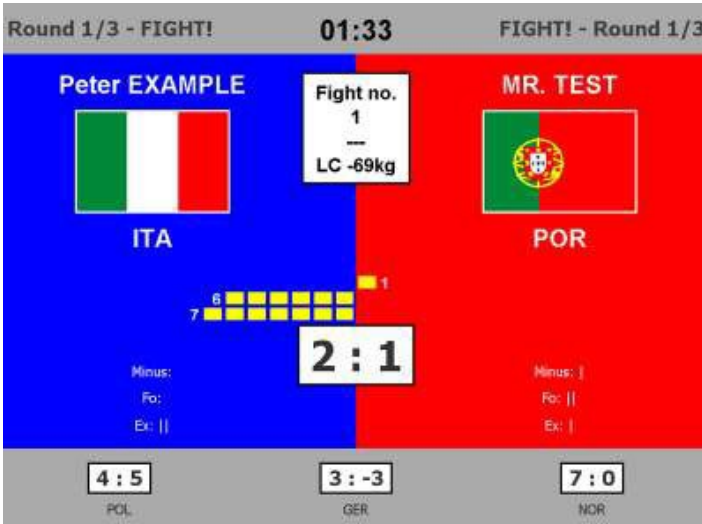 Round 1/3 - FIGHT!
01:33
FIGHT! - Round 1/3
Peter EXAMPLE
Fight no.
1
---
LC -69kg
MR. TEST
ITA
POR
1
6
7
2 : 1
Minus:
Fo:
Ex: ||
Minus: |
Fo: ||
Ex: |
4 : 5
POL
3 : -3
GER
7 : 0
NOR